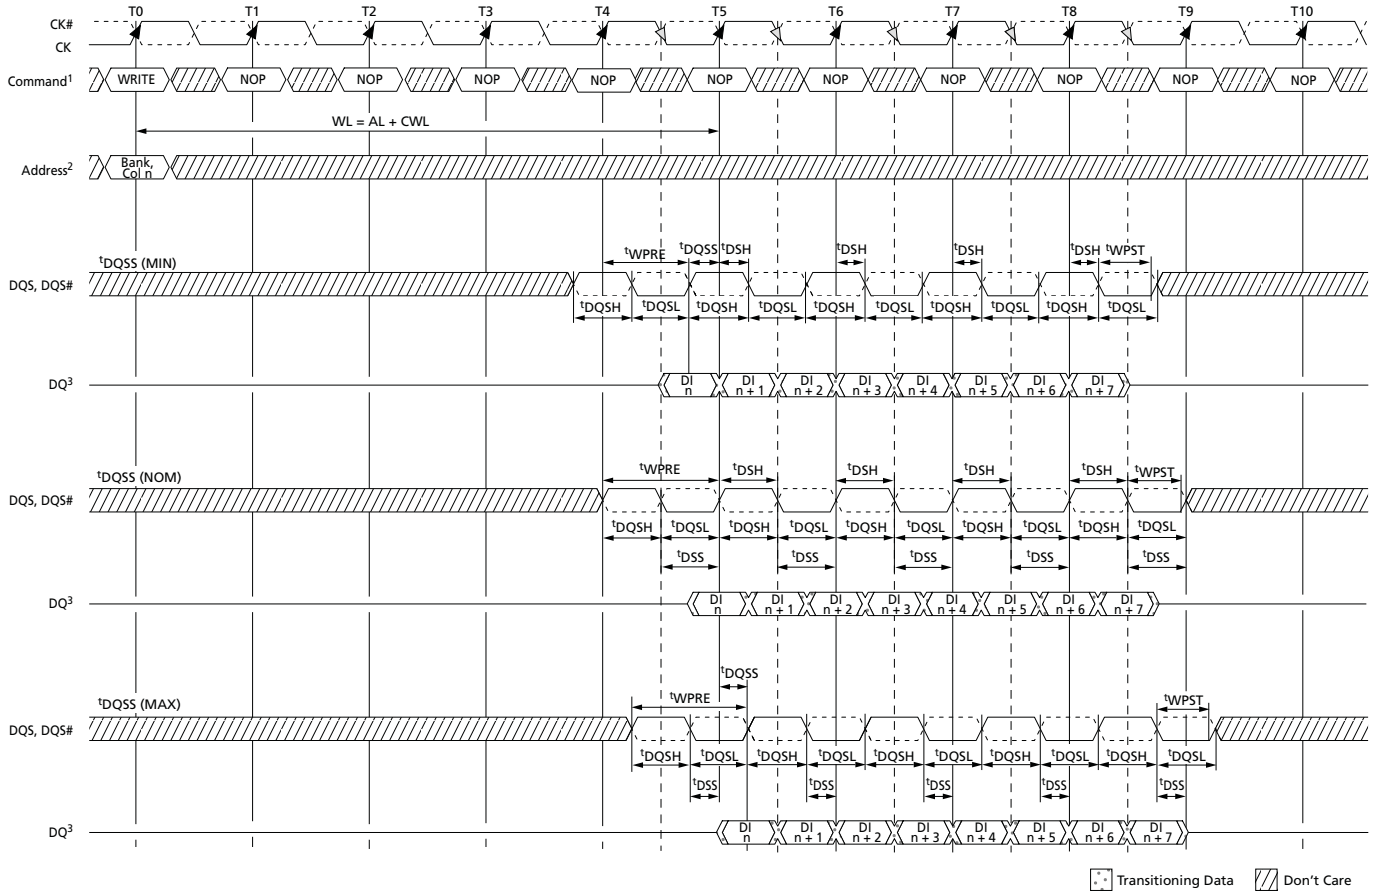 T0 T1 T2 T3 T4 T5 T6 T7 T8 T9 T10
CK#
CK
Command1 WRITE NOP NOP NOP NOP NOP NOP NOP NOP NOP NOP
WL = AL + CWL
Address2 Bank,
Col n
tDQSS (MIN) tWPRE tDQSS tDSH tDSH tDSH tDSH tWPST
DQS, DQS#
tDQSH tDQSL tDQSH tDQSL tDQSH tDQSL tDQSH tDQSL tDQSH tDQSL
DQ3 DI n DI n + 1 DI n + 2 DI n + 3 DI n + 4 DI n + 5 DI n + 6 DI n + 7
tDQSS (NOM) tWPRE tDSH tDSH tDSH tDSH tWPST
DQS, DQS#
tDQSH tDQSL tDQSH tDQSL tDQSH tDQSL tDQSH tDQSL tDQSH tDQSL
tDSS tDSS tDSS tDSS tDSS
DQ3 DI n DI n + 1 DI n + 2 DI n + 3 DI n + 4 DI n + 5 DI n + 6 DI n + 7
tDQSS
tDQSS (MAX) tWPRE tWPST
DQS, DQS#
tDQSH tDQSL tDQSH tDQSL tDQSH tDQSL tDQSH tDQSL tDQSH tDQSL
tDSS tDSS tDSS tDSS tDSS
DQ3 DI n DI n + 1 DI n + 2 DI n + 3 DI n + 4 DI n + 5 DI n + 6 DI n + 7
Transitioning Data Don't Care